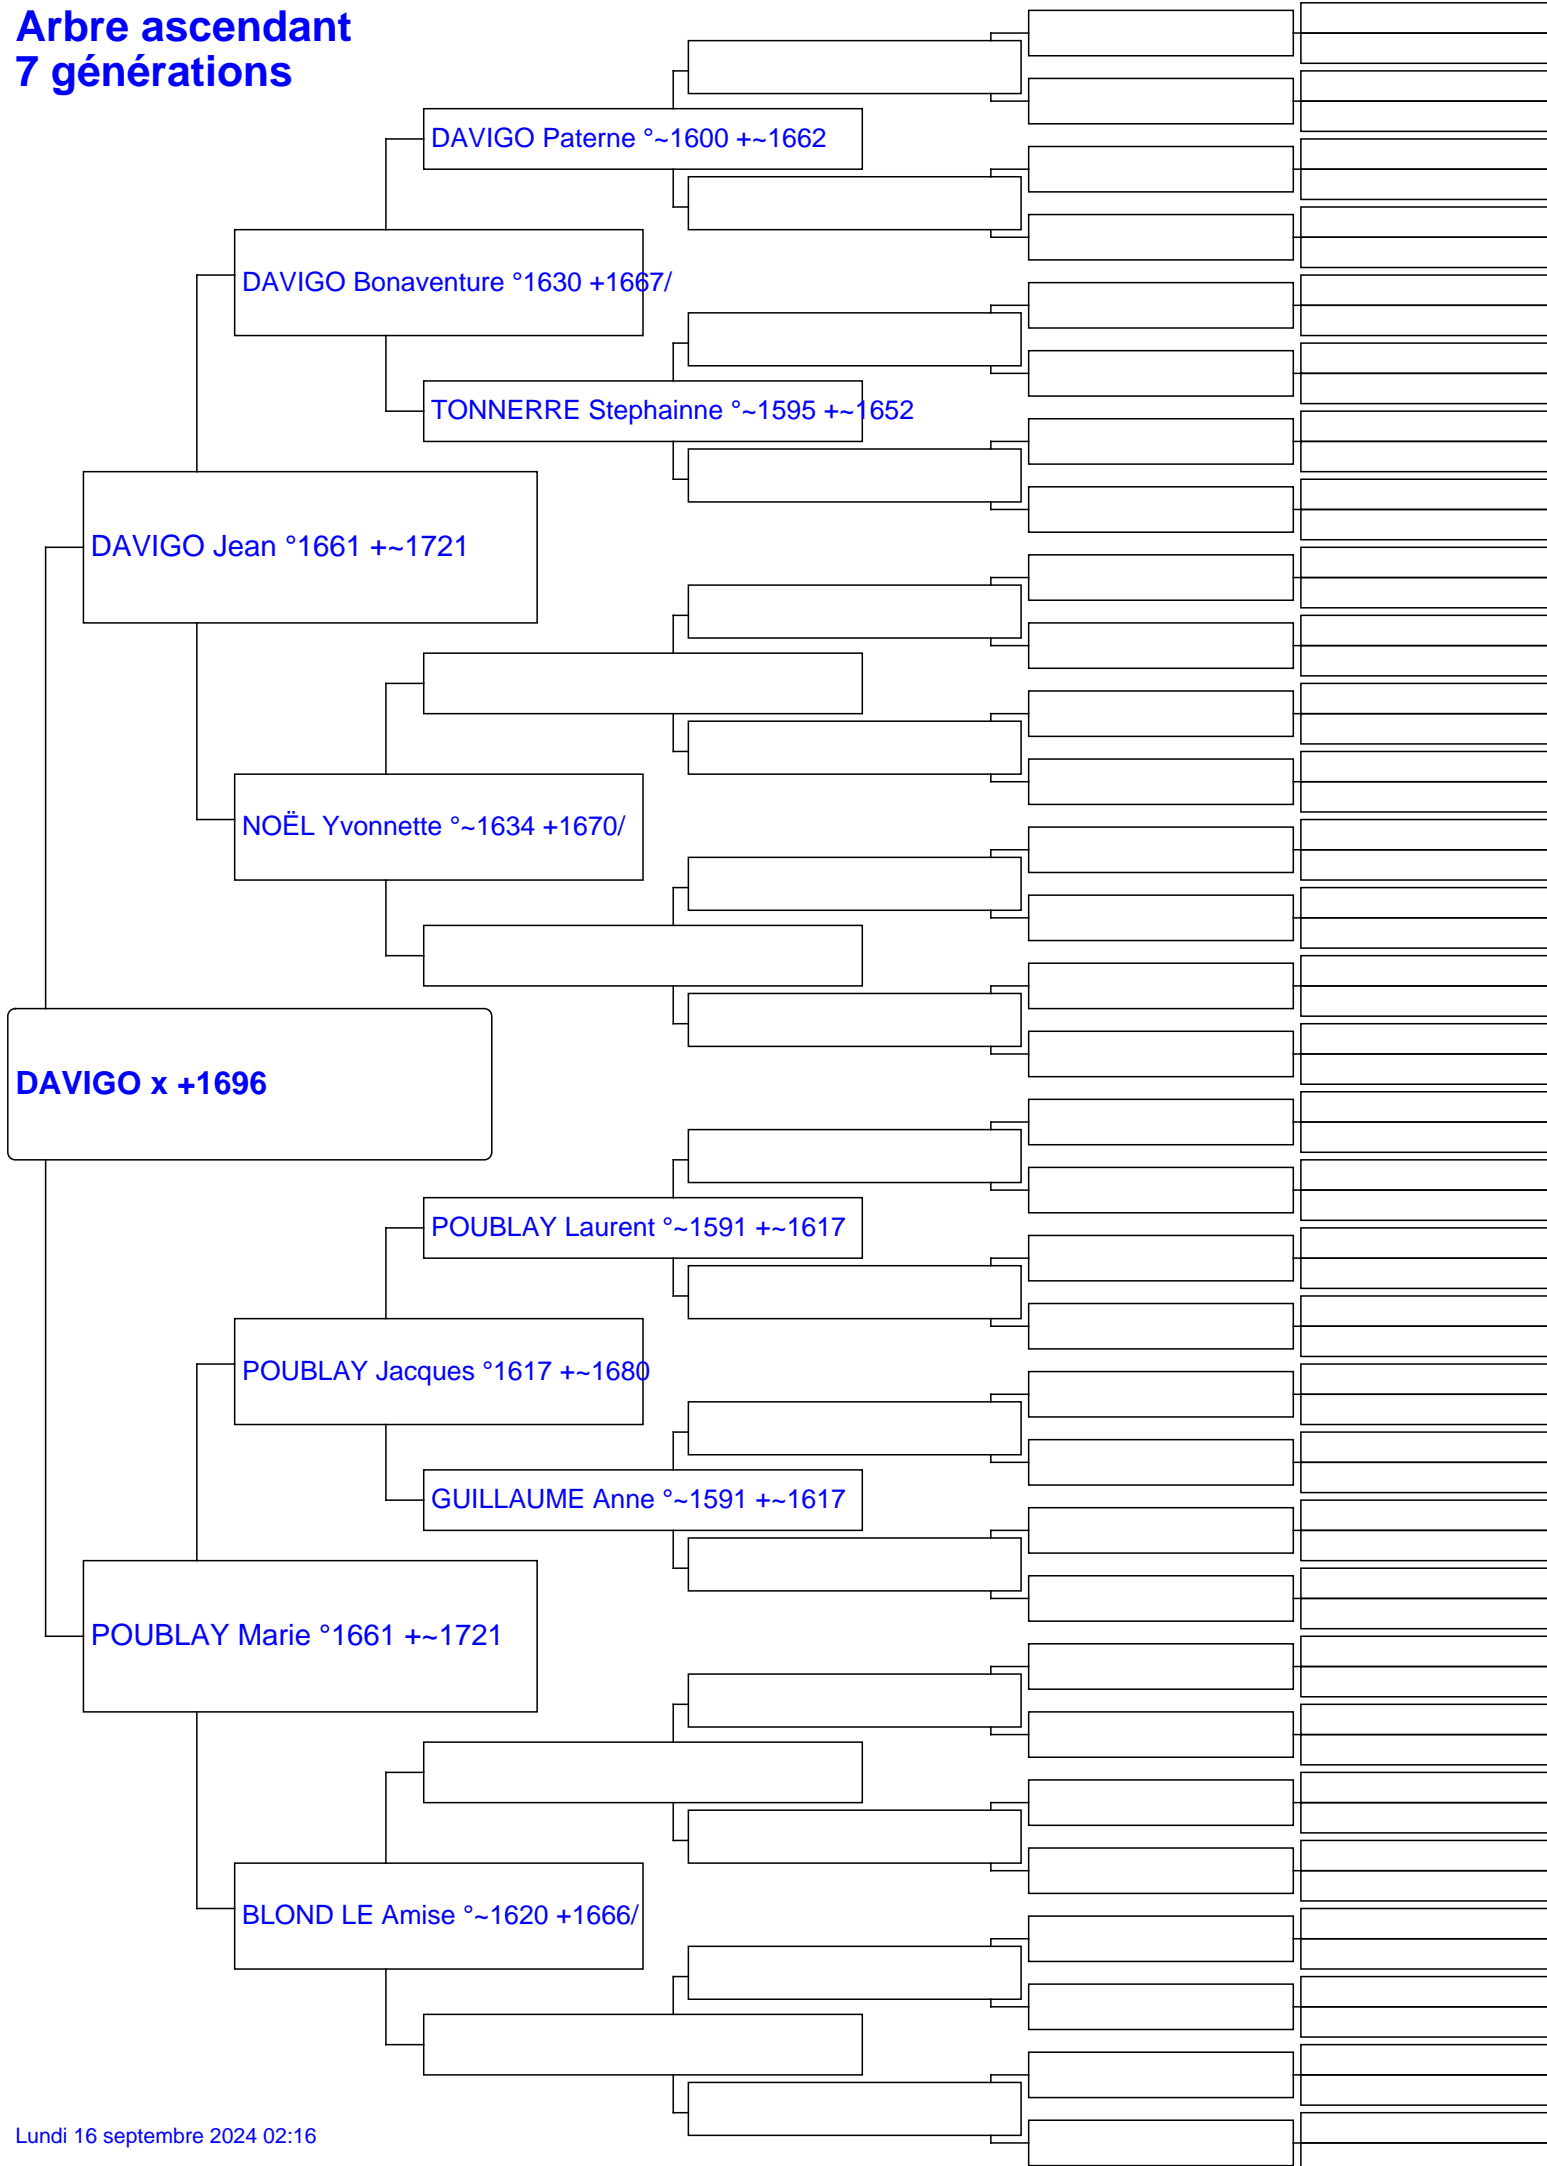 Arbre ascendant
7 générations
DAVIGO Paterne °~1600 +~1662
DAVIGO Bonaventure °1630 +1667/
TONNERRE Stephainne °~1595 +~1652
DAVIGO Jean °1661 +~1721
NOËL Yvonnette °~1634 +1670/
DAVIGO x +1696
POUBLAY Laurent °~1591 +~1617
POUBLAY Jacques °1617 +~1680
GUILLAUME Anne °~1591 +~1617
POUBLAY Marie °1661 +~1721
BLOND LE Amise °~1620 +1666/
Lundi 16 septembre 2024 02:16